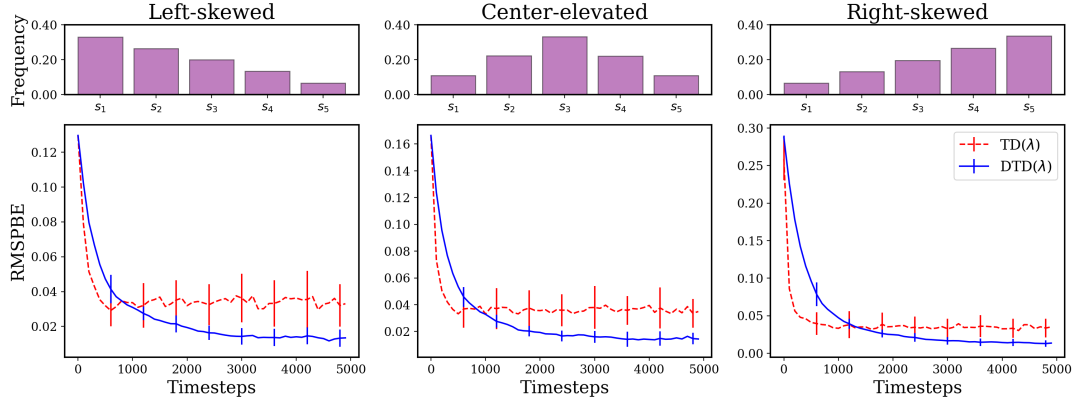 Left-skewed
Center-elevated
Right-skewed
Frequency
0.40
0.20
0.00
s1 s2 s3 s4 s5
0.40
0.20
0.00
s1 s2 s3 s4 s5
0.40
0.20
0.00
s1 s2 s3 s4 s5
RMSPBE
0.12
0.10
0.08
0.06
0.04
0.02
0 1000 2000 3000 4000 5000
Timesteps
0.16
0.14
0.12
0.10
0.08
0.06
0.04
0.02
0 1000 2000 3000 4000 5000
Timesteps
0.30
0.25
0.20
0.15
0.10
0.05
0.00
TD(λ)
DTD(λ)
0 1000 2000 3000 4000 5000
Timesteps